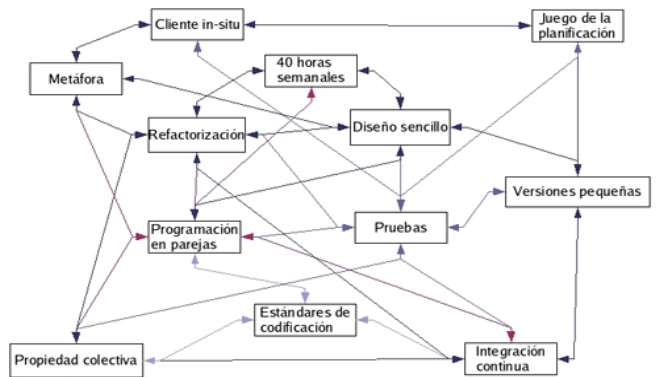 Cliente in-situ
Juego de la
planificación
40 horas
semanales
Metáfora
Refactorización
Diseño sencillo
Versiones pequeñas
Programación
en parejas
Pruebas
Estándares de
codificación
Propiedad colectiva
Integración
contínua